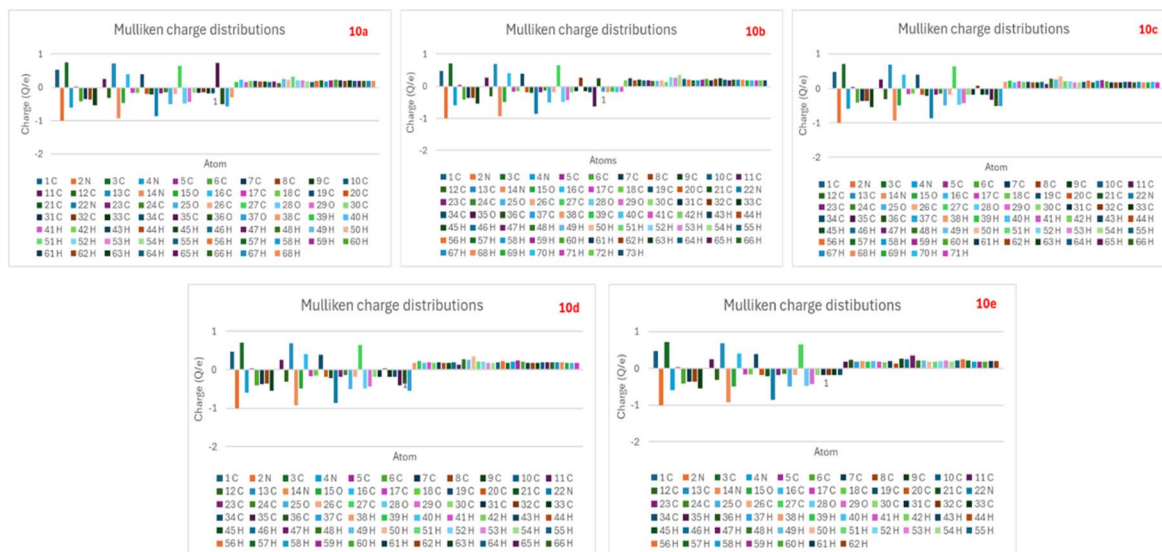 Mulliken charge distributions
10a
Charge (Q/e)
1
0
-1
-2
1
Atom
1C 2N 3C 4N 5C 6C 7C 8C 9C 10C
11C 12C 13C 14N 15O 16C 17C 18C 19C 20C
21C 22N 23C 24C 25O 26C 27C 28O 29O 30C
31C 32C 33C 34C 35C 36O 37O 38C 39H 40H
41H 42H 43H 44H 45H 46H 47H 48H 49H 50H
51H 52H 53H 54H 55H 56H 57H 58H 59H 60H
61H 62H 63H 64H 65H 66H 67H 68H
Mulliken charge distributions
10b
Charge (Q/e)
1
0
-1
-2
1
Atoms
1C 2N 3C 4N 5C 6C 7C 8C 9C 10C 11C
12C 13C 14N 15O 16C 17C 18C 19C 20C 21C 22N
23C 24C 25O 26C 27C 28O 29O 30C 31C 32C 33C
34C 35O 36C 37C 38C 39C 40C 41C 42H 43H 44H
45H 46H 47H 48H 49H 50H 51H 52H 53H 54H 55H
56H 57H 58H 59H 60H 61H 62H 63H 64H 65H 66H
67H 68H 69H 70H 71H 72H 73H
Mulliken charge distributions
10c
Charge (Q/e)
1
0
-1
-2
Atom
1C 2N 3C 4N 5C 6C 7C 8C 9C 10C 11C
12C 13C 14N 15O 16C 17C 18C 19C 20C 21C 22N
23C 24C 25O 26C 27C 28O 29O 30C 31C 32C 33C
34C 35O 36C 37C 38H 39H 40H 41H 42H 43H 44H
45H 46H 47H 48H 49H 50H 51H 52H 53H 54H 55H
56H 57H 58H 59H 60H 61H 62H 63H 64H 65H 66H
67H 68H 69H 70H 71H
Mulliken charge distributions
10d
Charge (Q/e)
1
0
-1
-2
1
Atom
1C 2N 3C 4N 5C 6C 7C 8C 9C 10C 11C
12C 13C 14N 15O 16C 17C 18C 19C 20C 21C 22N
23C 24C 25O 26C 27C 28O 29O 30C 31C 32C 33C
34C 35C 36C 37C 38H 39H 40H 41H 42H 43H 44H
45H 46H 47H 48H 49H 50H 51H 52H 53H 54H 55H
56H 57H 58H 59H 60H 61H 62H 63H 64H 65H 66H
Mulliken charge distibutions
10e
Charge (Q/e)
1
0
-1
-2
1
Atom
1C 2N 3C 4N 5C 6C 7C 8C 9C 10C 11C
12C 13C 14N 15O 16C 17C 18C 19C 20C 21C 22N
23C 24C 25O 26C 27C 28O 29O 30C 31C 32C 33C
34C 35C 36H 37H 38H 39H 40H 41H 42H 43H 44H
45H 46H 47H 48H 49H 50H 51H 52H 53H 54H 55H
56H 57H 58H 59H 60H 61H 62H